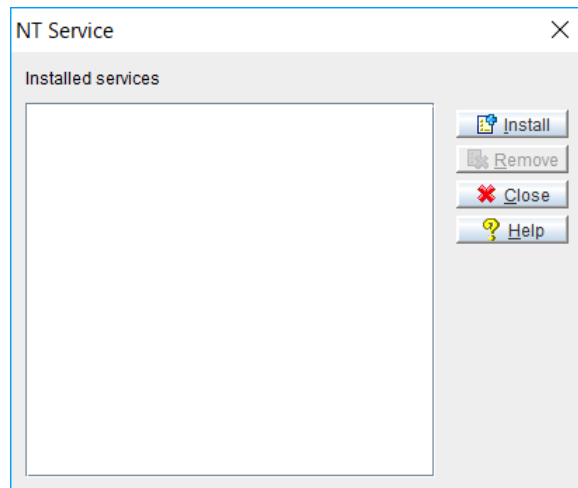 NT Service
Installed services
Install
Remove
Close
Help